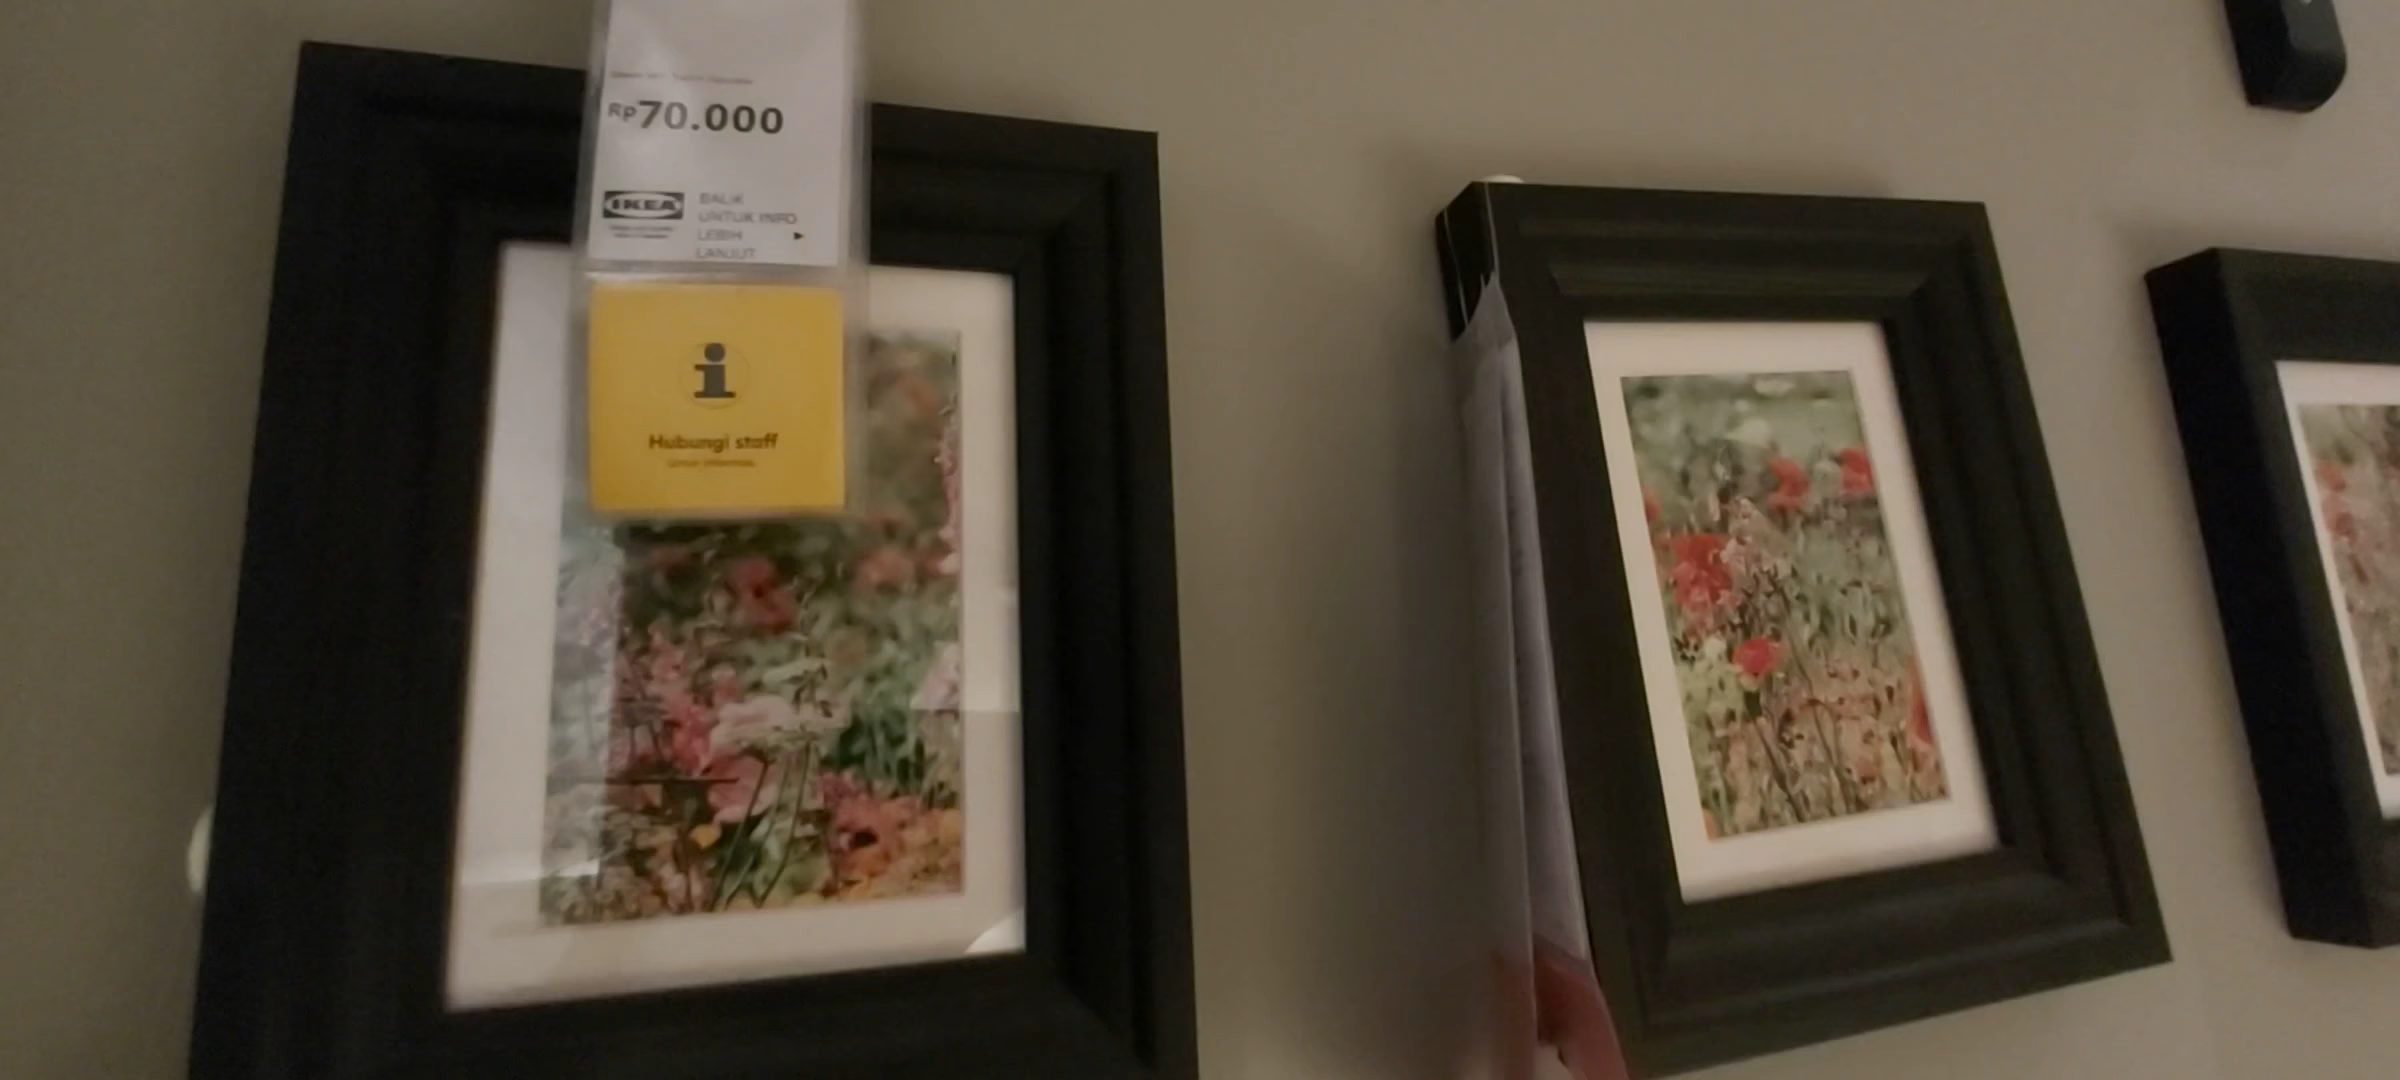 Rp70.000
IKEA
BALIK
UNTUK INFO
LEBIH
LANJUT
Hubungi staff